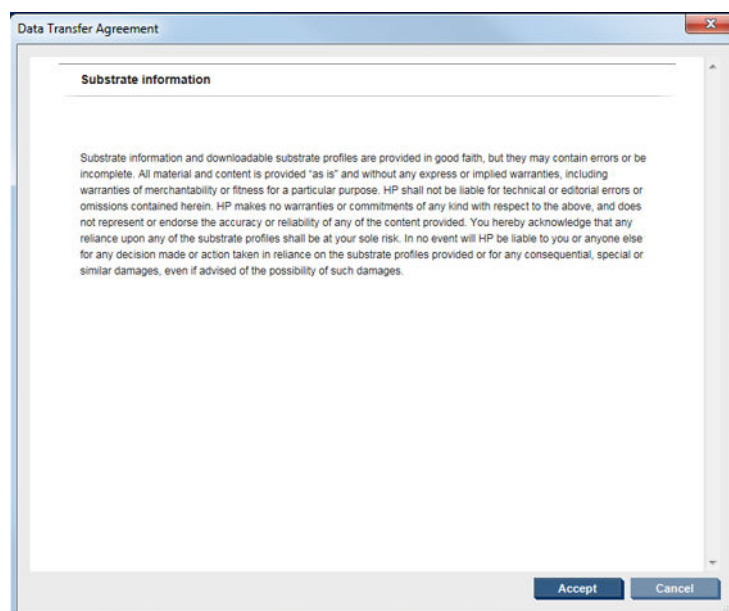 Data Transfer Agreement
Substrate information
Substrate information and downloadable substrate profiles are provided in good faith, but they may contain errors or be
incomplete. All material and content is provided “as is” and without any express or implied warranties, including
warranties of merchantability or fitness for a particular purpose. HP shall not be liable for technical or editorial errors or
omissions contained herein. HP makes no warranties or commitments of any kind with respect to the above, and does
not represent or endorse the accuracy or reliability of any of the content provided. You hereby acknowledge that any
reliance upon any of the substrate profiles shall be at your sole risk. In no event will HP be liable to you or anyone else
for any decision made or action taken in reliance on the substrate profiles provided or for any consequential, special or
similar damages, even if advised of the possibility of such damages.
Accept Cancel